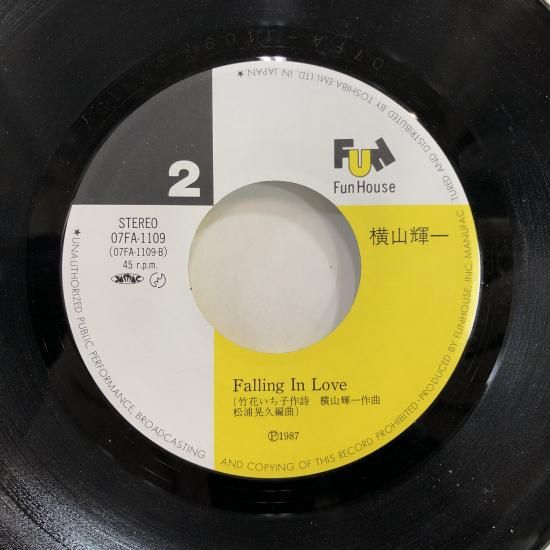 2
FUN
Fun House
STEREO
07FA-1109
(07FA-1109-B)
45 r.p.m.
横山輝一
Falling In Love
(竹花いち子作詩 横山輝一作曲
松浦晃久編曲)
Ⓟ1987
★UNAUTHORIZED PUBLIC PERFORMANCE, BROADCASTING
AND COPYING OF THIS RECORD PROHIBITED・PRODUCED BY FUNHOUSE INC. MANUFAC
TURED AND DISTRIBUTED BY TOSHIBA-EMI LTD. IN JAPAN★